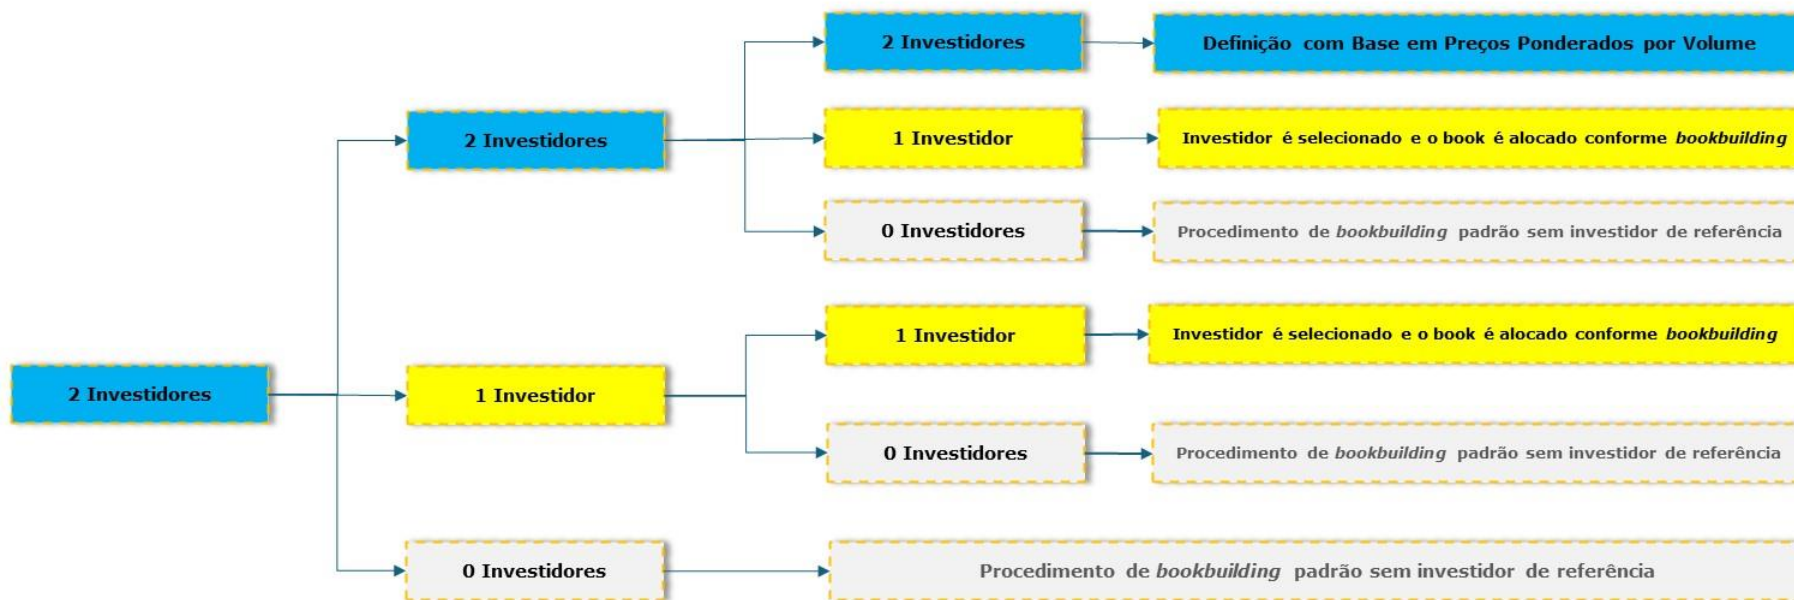 2 Investidores
Definição com Base em Preços Ponderados por Volume
2 Investidores
1 Investidor
Investidor é selecionado e o book é alocado conforme bookbuilding
0 Investidores
Procedimento de bookbuilding padrão sem investidor de referência
1 Investidor
Investidor é selecionado e o book é alocado conforme bookbuilding
2 Investidores
1 Investidor
0 Investidores
Procedimento de bookbuilding padrão sem investidor de referência
0 Investidores
Procedimento de bookbuilding padrão sem investidor de referência